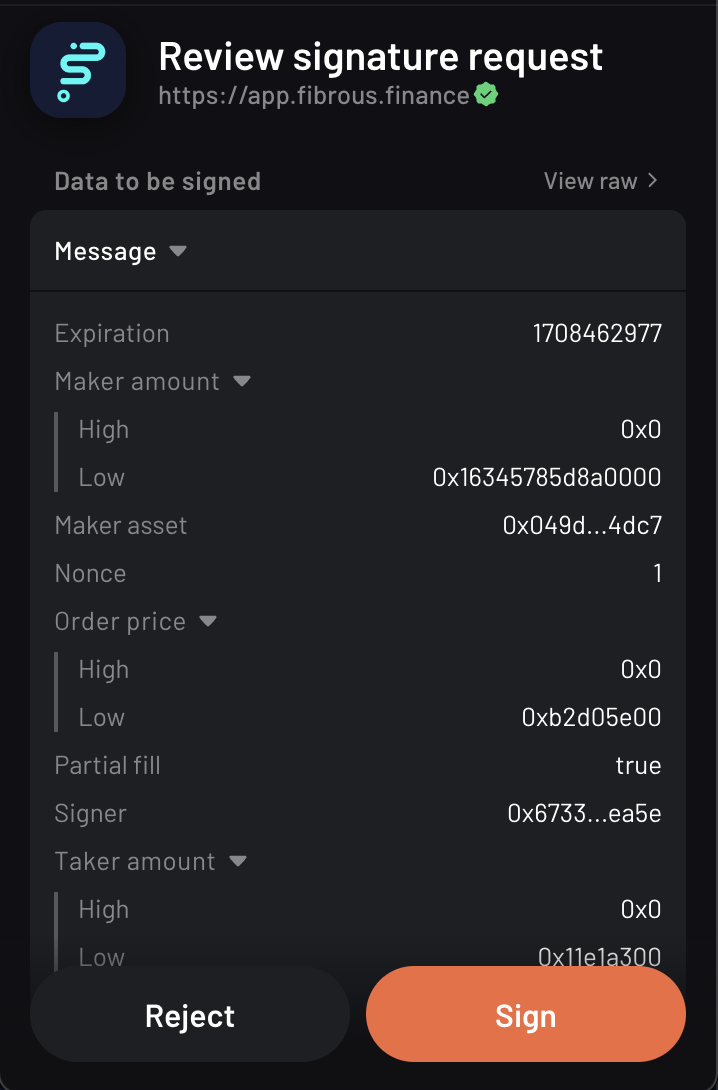 Review signature request
https://app.fibrous.finance
Data to be signed View raw
Message
Expiration 1708462977
Maker amount
High 0x0
Low 0x16345785d8a0000
Maker asset 0x049d...4dc7
Nonce 1
Order price
High 0x0
Low 0xb2d05e00
Partial fill true
Signer 0x6733...ea5e
Taker amount
High 0x0
Low 0x11e1a300
Reject Sign